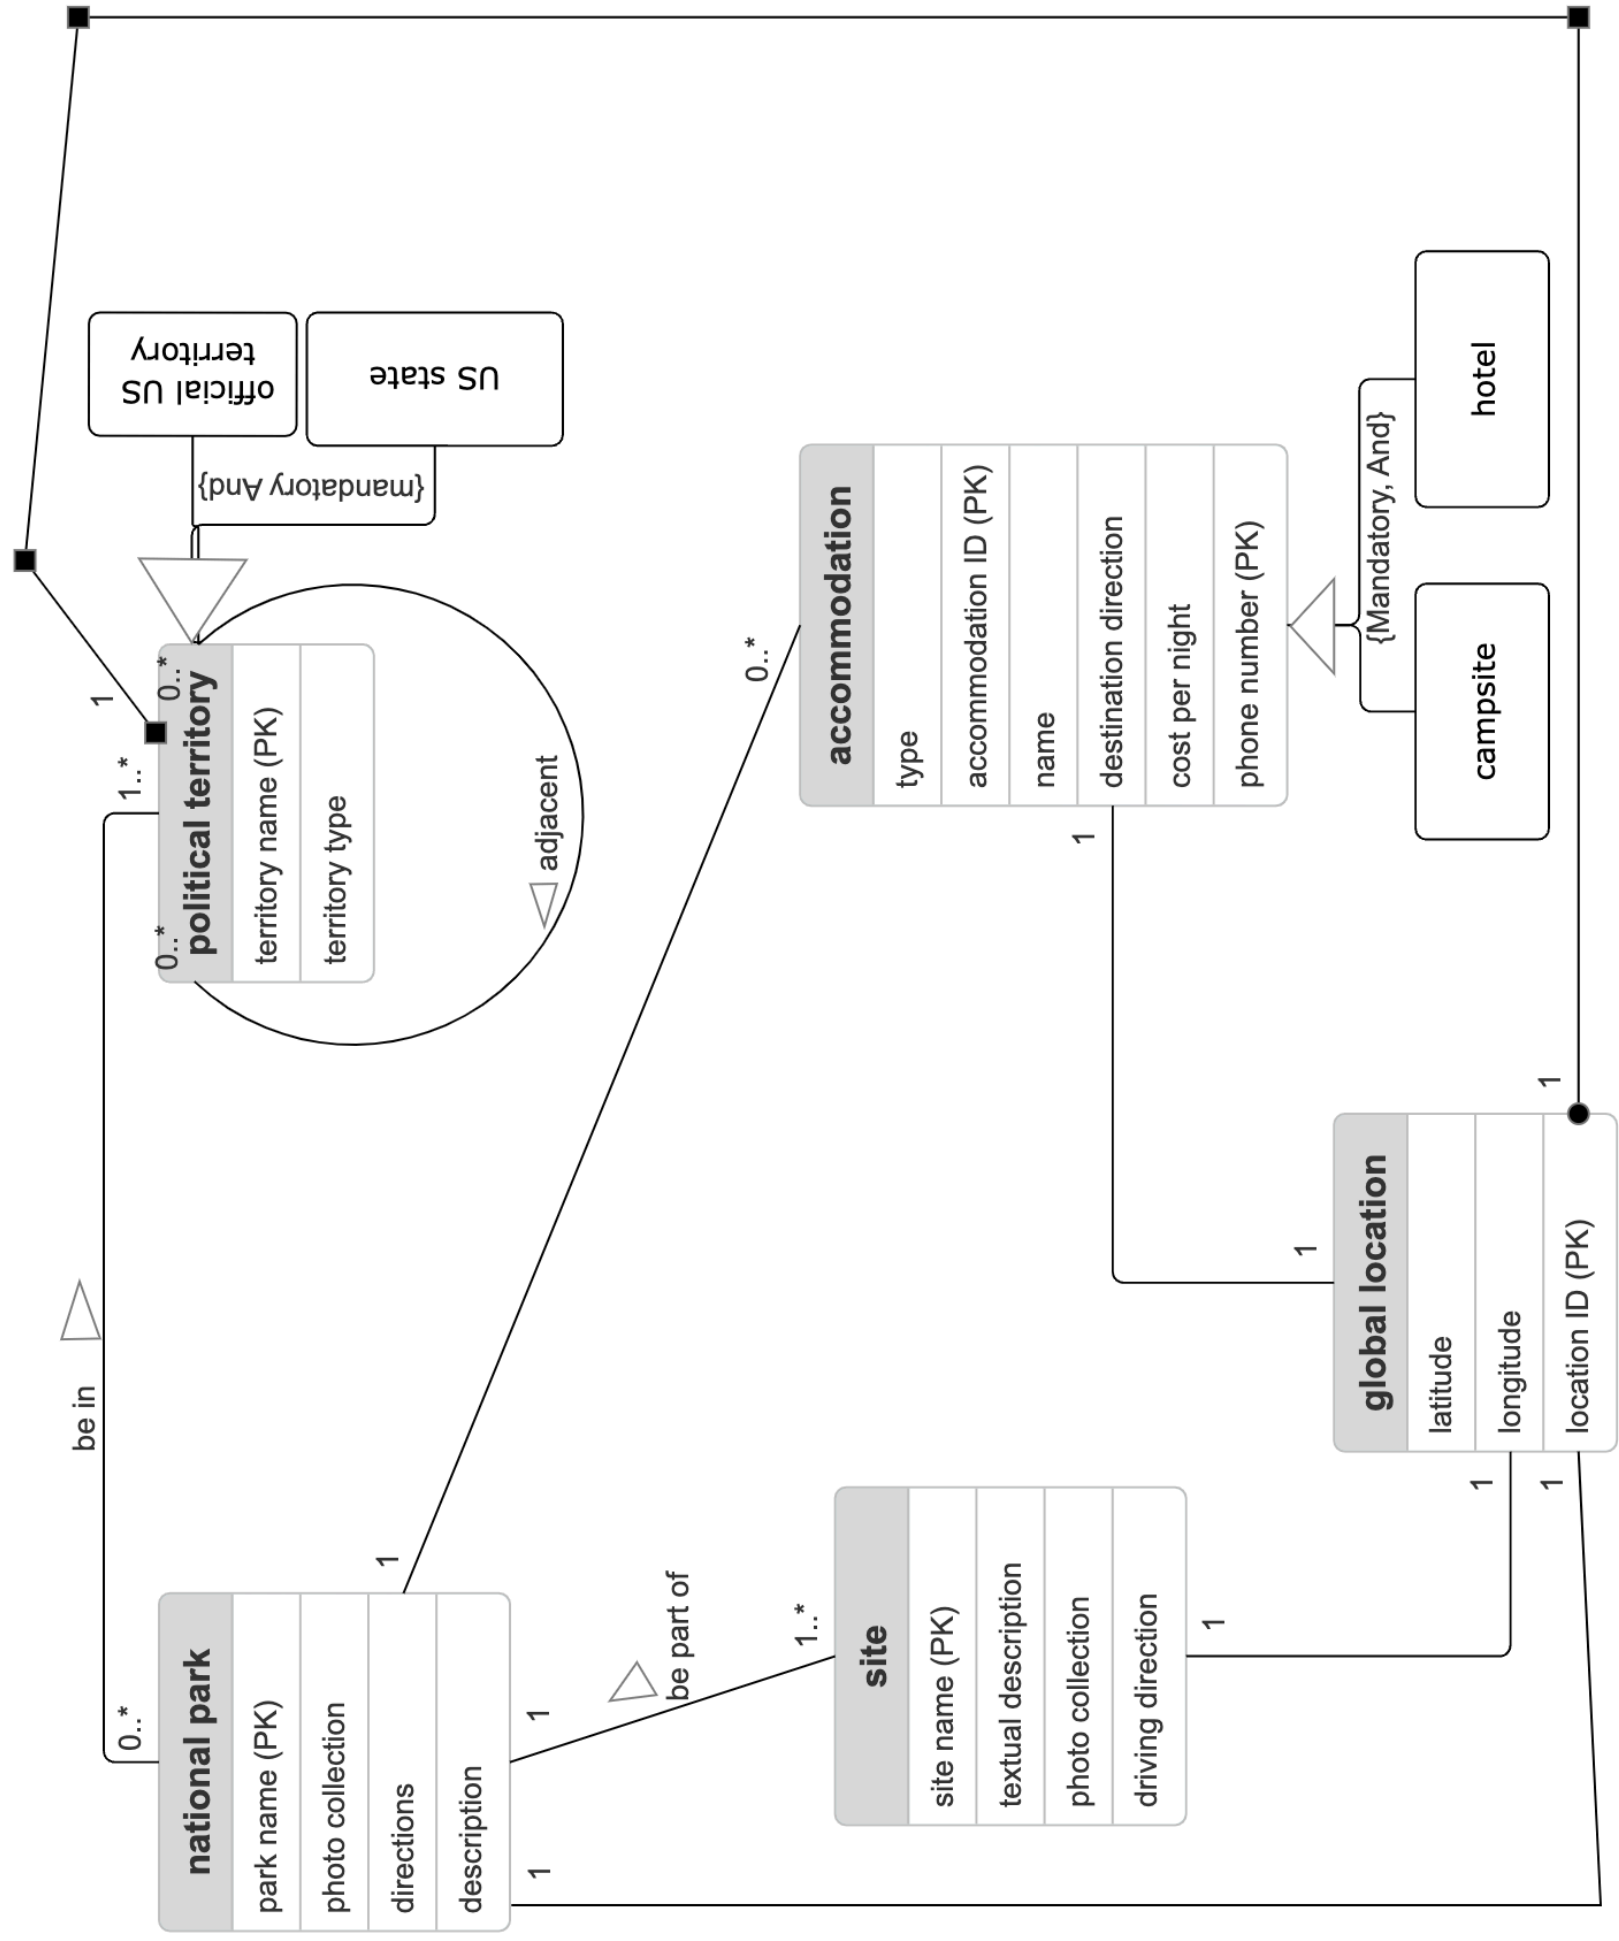 be in
0..*
1..*
1
national park
park name (PK)
photo collection
directions
description
1
1
1
political territory
0..*
0..*
territory name (PK)
territory type
adjacent
official US
territory
US state
{mandatory And}
be part of
1..*
site
site name (PK)
textual description
photo collection
driving direction
1
0..*
accommodation
type
accommodation ID (PK)
name
destination direction
cost per night
phone number (PK)
1
{Mandatory, And}
campsite
hotel
1
global location
latitude
longitude
location ID (PK)
1
1
1